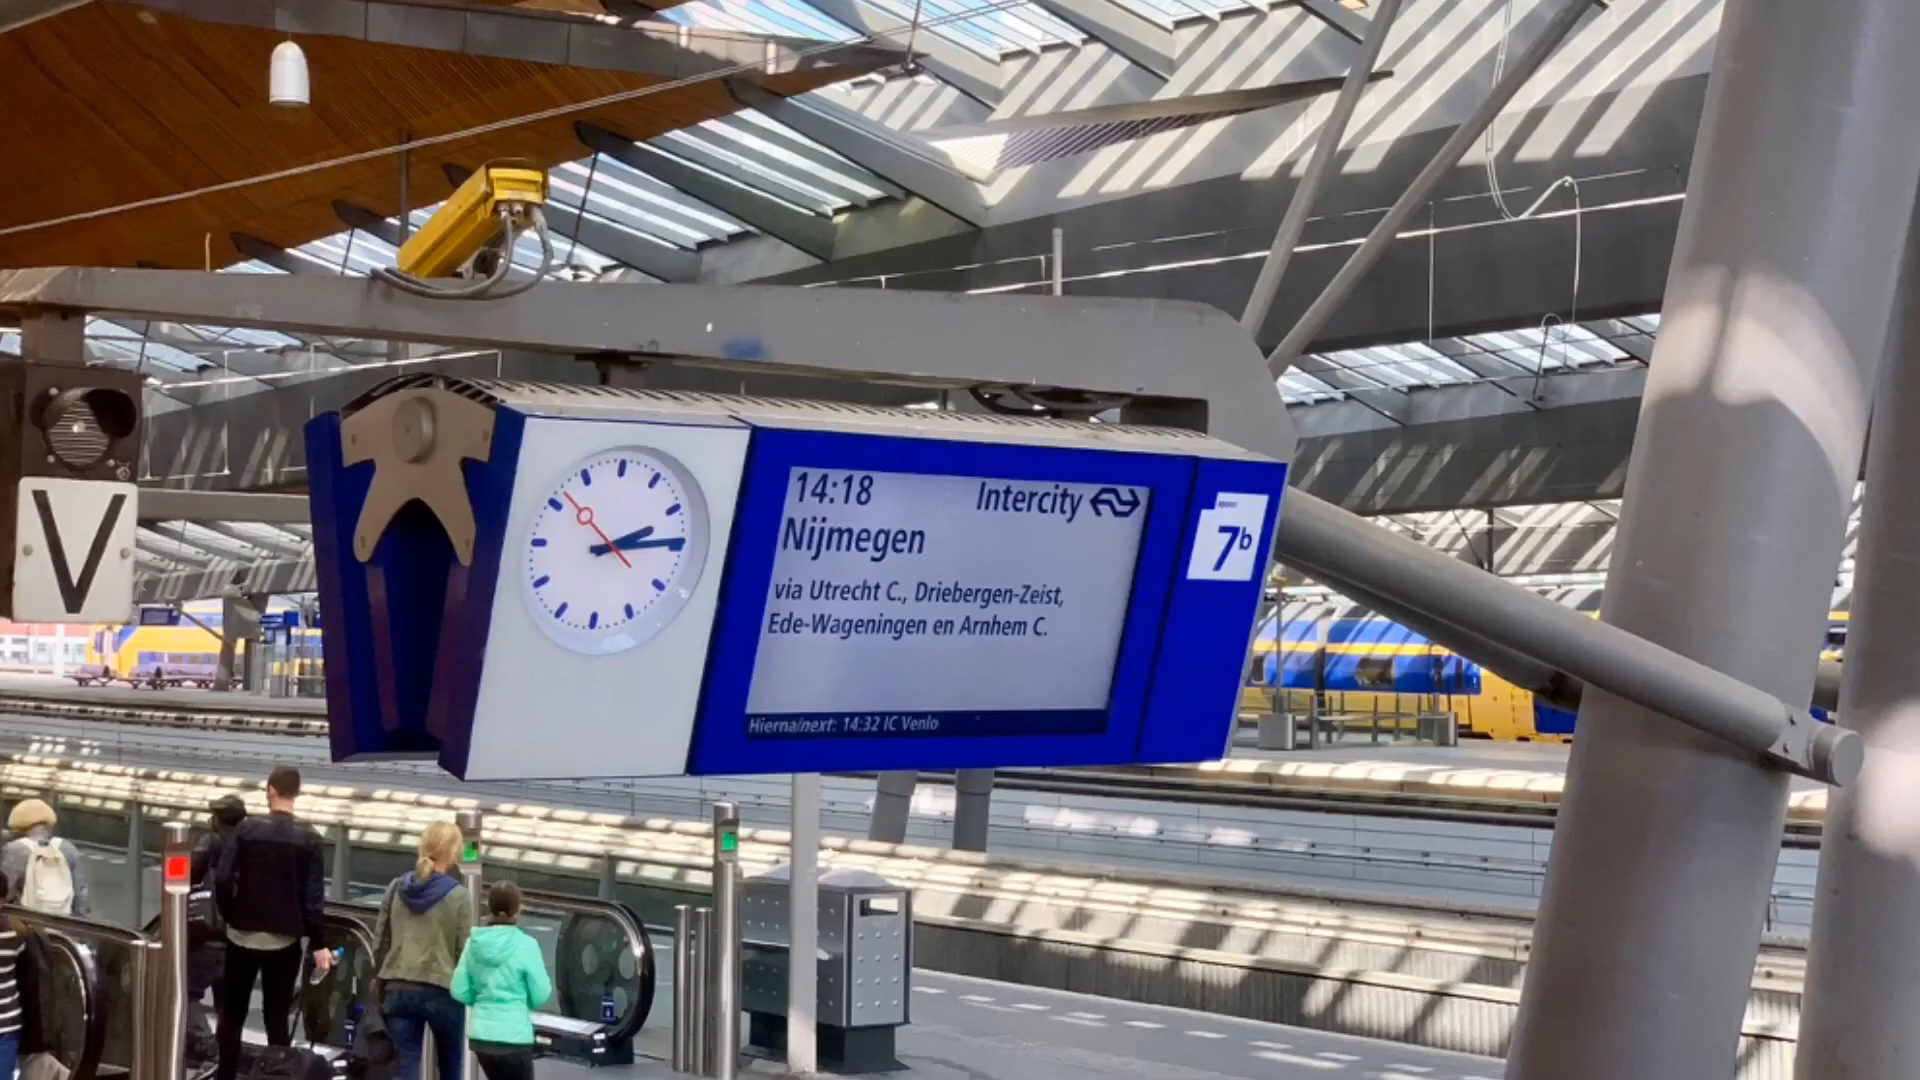 V
14:18 Intercity
Nijmegen
via Utrecht C., Driebergen-Zeist,
Ede-Wageningen en Arnhem C.
Hierna/next: 14:32 IC Venlo
spoor
7b